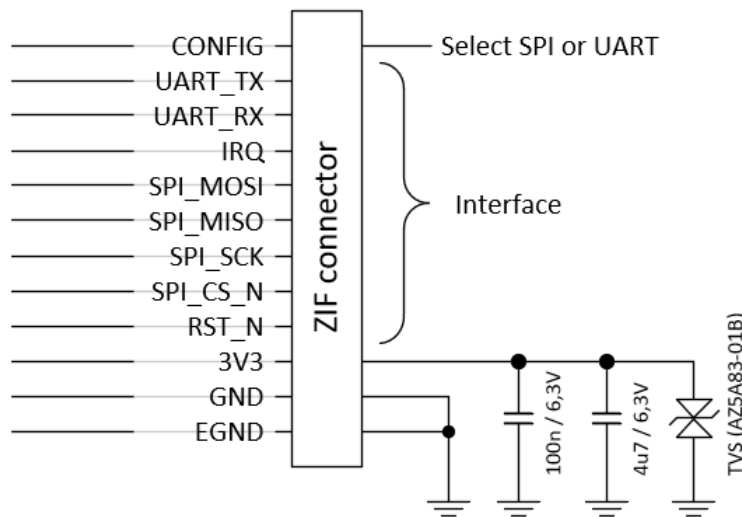 CONFIG
Select SPI or UART
UART_TX
UART_RX
IRQ
SPI_MOSI
SPI_MISO
SPI_SCK
SPI_CS_N
RST_N
3V3
GND
EGND
ZIF connector
Interface
100n / 6,3V
4u7 / 6,3V
TVS (AZ5A83-01B)